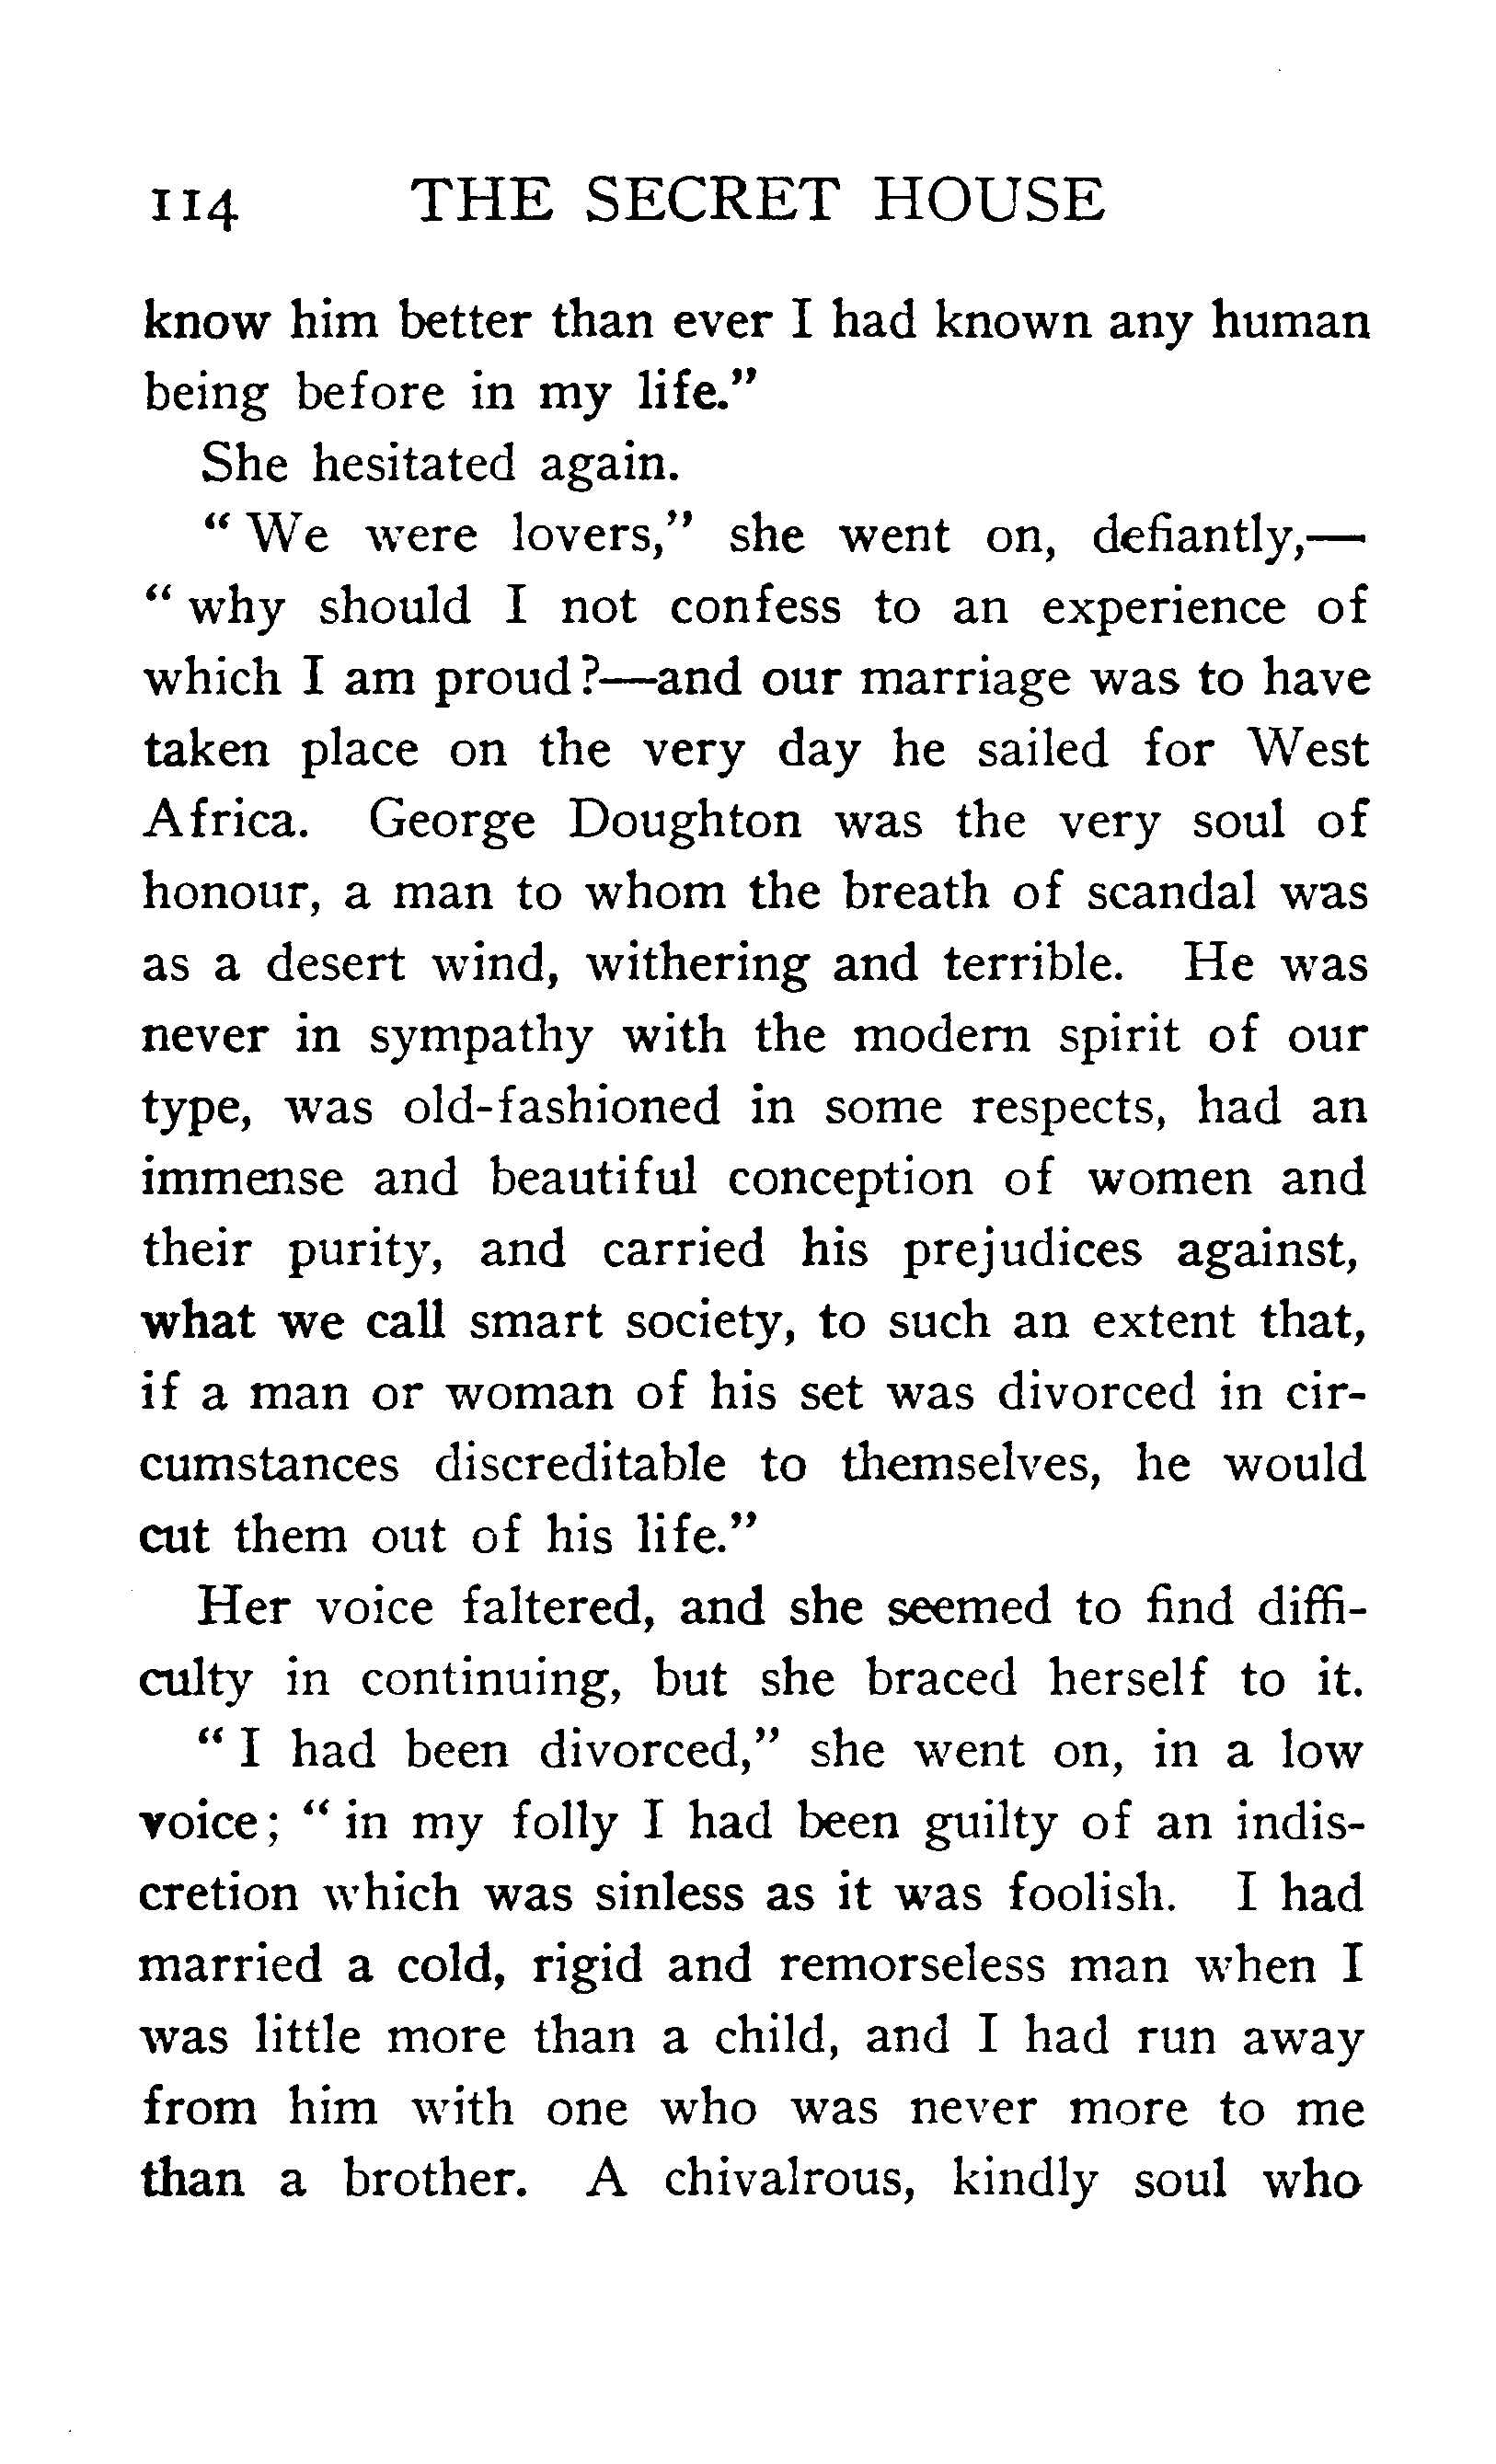 114 THE SECRET HOUSE
know him better than ever I had known any human
being before in my life."
She hesitated again.
" We were lovers," she went on, defiantly,—
" why should I not confess to an experience of
which I am proud?—and our marriage was to have
taken place on the very day he sailed for West
Africa. George Doughton was the very soul of
honour, a man to whom the breath of scandal was
as a desert wind, withering and terrible. He was
never in sympathy with the modern spirit of our
type, was old-fashioned in some respects, had an
immense and beautiful conception of women and
their purity, and carried his prejudices against,
what we call smart society, to such an extent that,
if a man or woman of his set was divorced in cir-
cumstances discreditable to themselves, he would
cut them out of his life."
Her voice faltered, and she seemed to find diffi-
culty in continuing, but she braced herself to it.
" I had been divorced," she went on, in a low
voice; " in my folly I had been guilty of an indis-
cretion which was sinless as it was foolish. I had
married a cold, rigid and remorseless man when I
was little more than a child, and I had run away
from him with one who was never more to me
than a brother. A chivalrous, kindly soul who